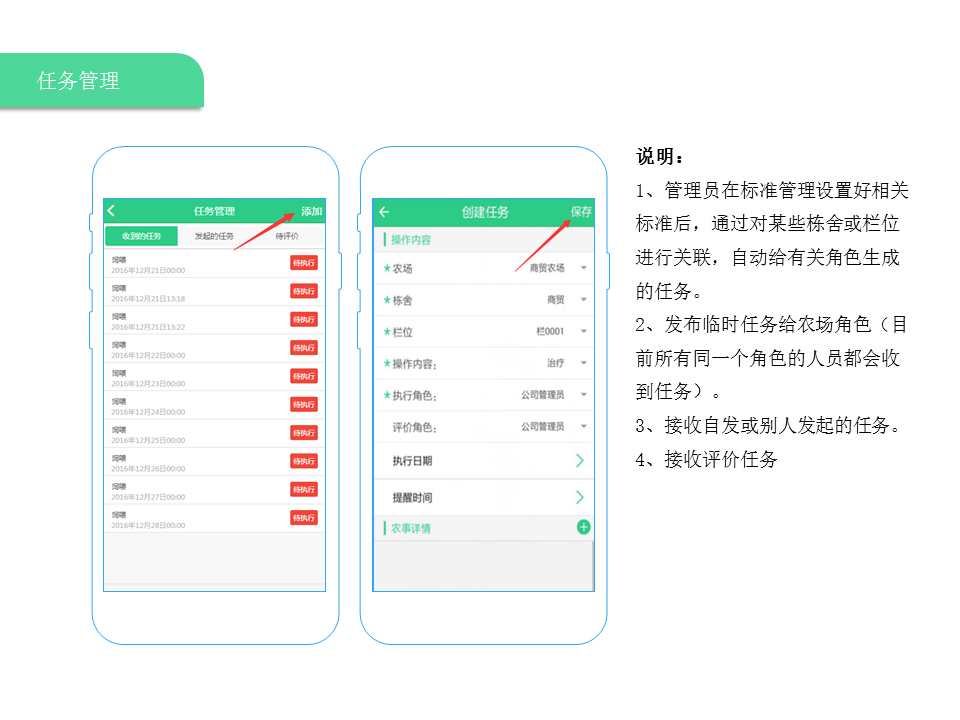 任务管理
任务管理
添加
收到的任务
发起的任务
待评价
饲喂
2016年12月21日00:00
待执行
饲喂
2016年12月21日13:18
待执行
饲喂
2016年12月21日13:22
待执行
饲喂
2016年12月22日00:00
待执行
饲喂
2016年12月23日00:00
待执行
饲喂
2016年12月24日00:00
待执行
饲喂
2016年12月25日00:00
待执行
饲喂
2016年12月26日00:00
待执行
饲喂
2016年12月27日00:00
待执行
饲喂
2016年12月28日00:00
待执行
创建任务
保存
操作内容
*农场 商贸农场
*栋舍 商贸
*栏位 栏0001
*操作内容: 治疗
*执行角色: 公司管理员
评价角色: 公司管理员
执行日期
提醒时间
农事详情
说明：
1、管理员在标准管理设置好相关
标准后，通过对某些栋舍或栏位
进行关联，自动给有关角色生成
的任务。
2、发布临时任务给农场角色（目
前所有同一个角色的人员都会收
到任务）。
3、接收自发或别人发起的任务。
4、接收评价任务